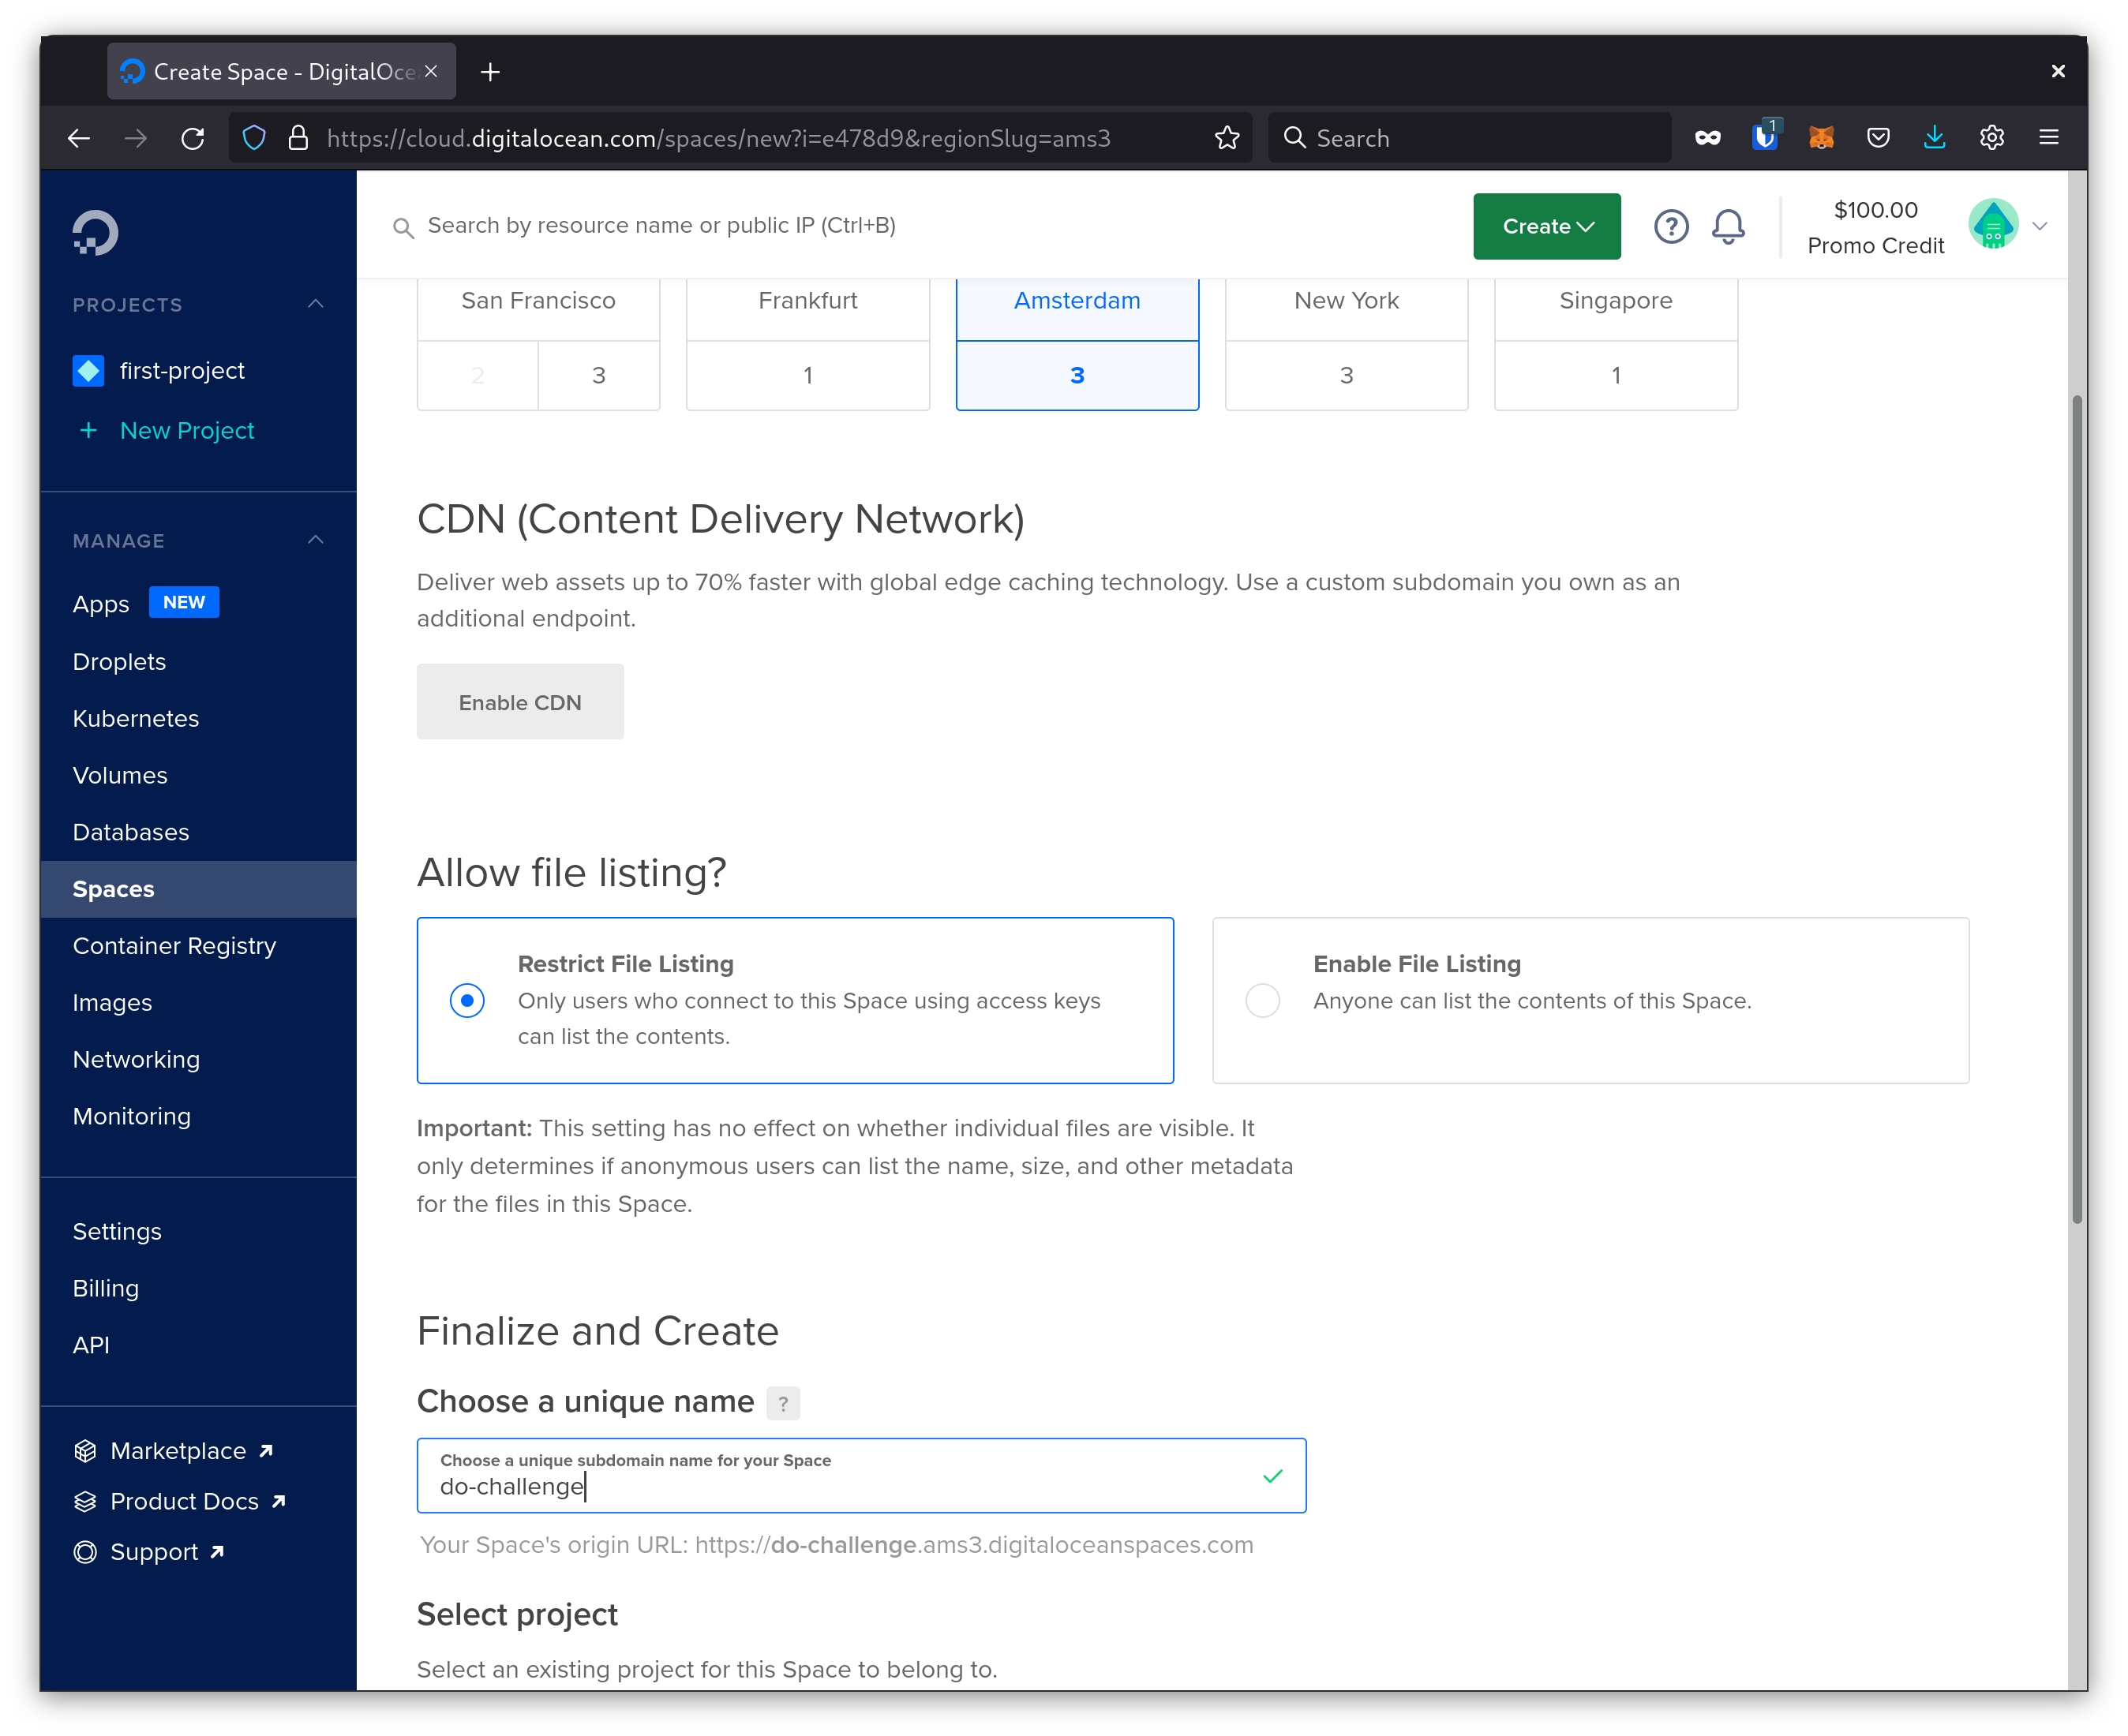 Create Space - DigitalOce
https://cloud.digitalocean.com/spaces/new?i=e478d9&regionSlug=ams3
Search
1
PROJECTS
first-project
+ New Project
MANAGE
Apps NEW
Droplets
Kubernetes
Volumes
Databases
Spaces
Container Registry
Images
Networking
Monitoring
Settings
Billing
API
Marketplace
Product Docs
Support
Search by resource name or public IP (Ctrl+B)
Create
?
$100.00
Promo Credit
San Francisco
2 3
Frankfurt
1
Amsterdam
3
New York
3
Singapore
1
CDN (Content Delivery Network)
Deliver web assets up to 70% faster with global edge caching technology. Use a custom subdomain you own as an
additional endpoint.
Enable CDN
Allow file listing?
Restrict File Listing
Only users who connect to this Space using access keys
can list the contents.
Enable File Listing
Anyone can list the contents of this Space.
Important: This setting has no effect on whether individual files are visible. It
only determines if anonymous users can list the name, size, and other metadata
for the files in this Space.
Finalize and Create
Choose a unique name ?
Choose a unique subdomain name for your Space
do-challenge
Your Space's origin URL: https://do-challenge.ams3.digitaloceanspaces.com
Select project
Select an existing project for this Space to belong to.